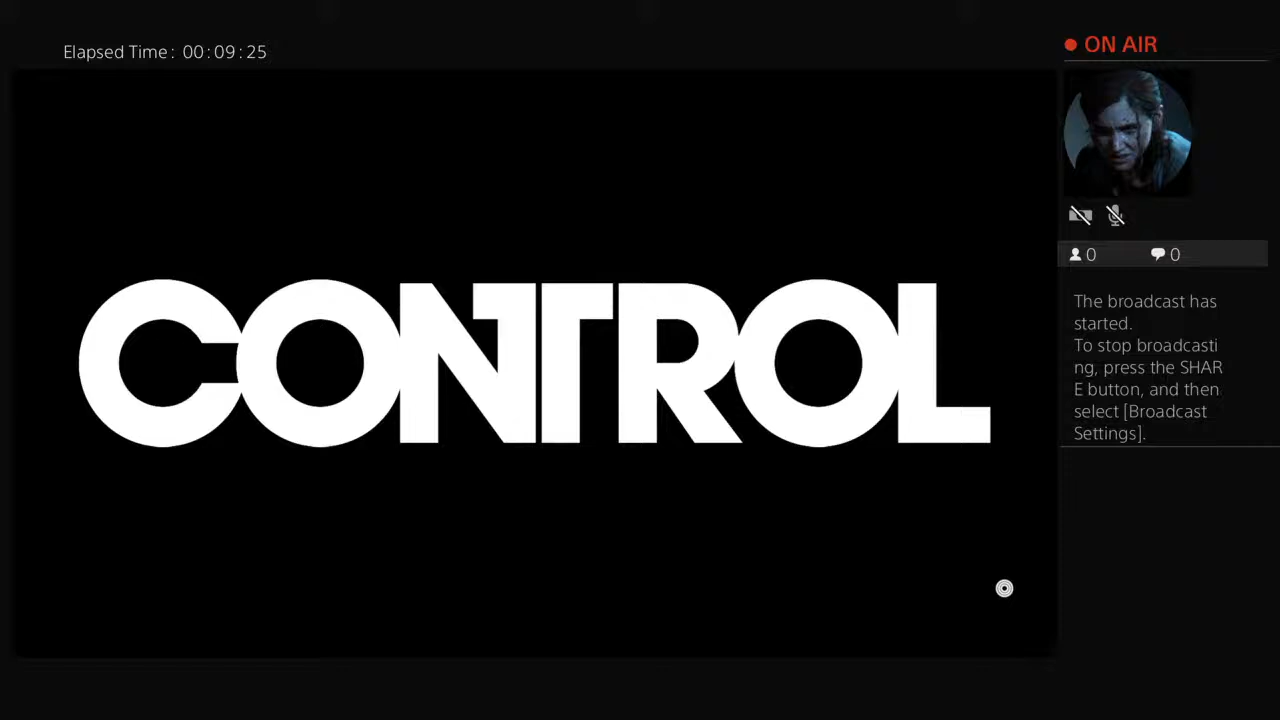 Elapsed Time: 00:09:25
ON AIR
CONTROL
0 0
The broadcast has
started.
To stop broadcasti
ng, press the SHAR
E button, and then
select [Broadcast
Settings].